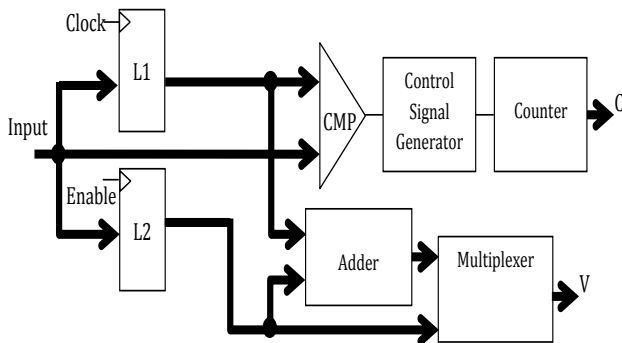 Clock
L1
Input
CMP
Control
Signal
Generator
Counter
Enable
L2
Adder
Multiplexer
V